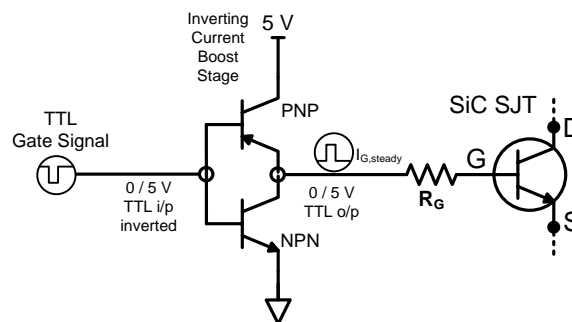 Inverting
Current
Boost
Stage
5 V
PNP
TTL
Gate Signal
0 / 5 V
TTL i/p
inverted
NPN
I_G,steady
0 / 5 V
TTL o/p
R_G
G
SiC SJT
D
S